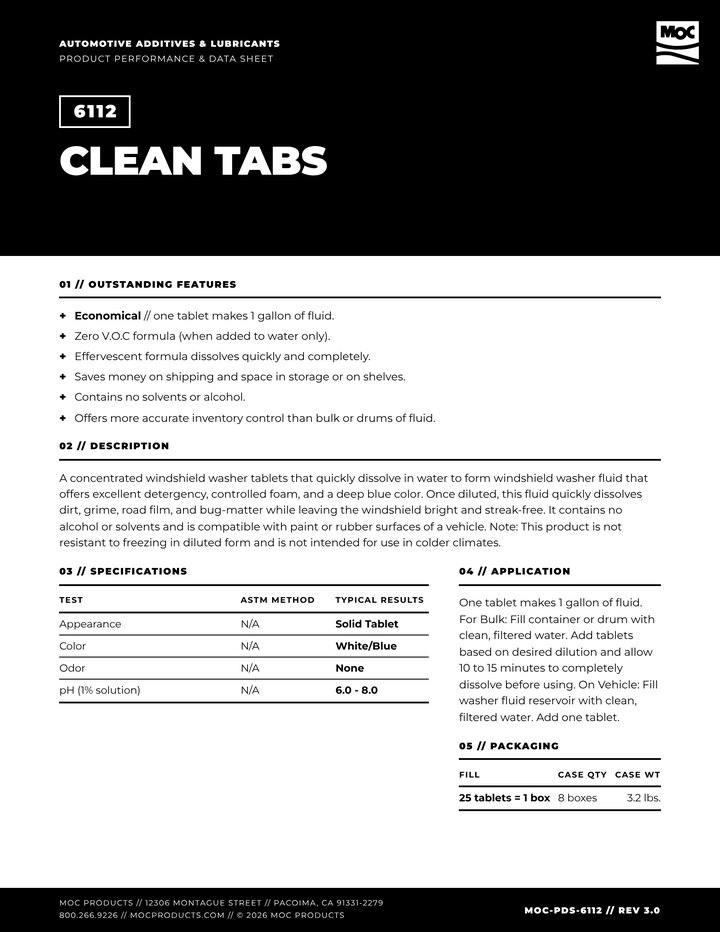 AUTOMOTIVE ADDITIVES & LUBRICANTS
PRODUCT PERFORMANCE & DATA SHEET
MOC
6112
CLEAN TABS
01 // OUTSTANDING FEATURES
+ Economical // one tablet makes 1 gallon of fluid.
+ Zero V.O.C formula (when added to water only).
+ Effervescent formula dissolves quickly and completely.
+ Saves money on shipping and space in storage or on shelves.
+ Contains no solvents or alcohol.
+ Offers more accurate inventory control than bulk or drums of fluid.
02 // DESCRIPTION
A concentrated windshield washer tablets that quickly dissolve in water to form windshield washer fluid that
offers excellent detergency, controlled foam, and a deep blue color. Once diluted, this fluid quickly dissolves
dirt, grime, road film, and bug-matter while leaving the windshield bright and streak-free. It contains no
alcohol or solvents and is compatible with paint or rubber surfaces of a vehicle. Note: This product is not
resistant to freezing in diluted form and is not intended for use in colder climates.
03 // SPECIFICATIONS
TEST ASTM METHOD TYPICAL RESULTS
Appearance N/A Solid Tablet
Color N/A White/Blue
Odor N/A None
pH (1% solution) N/A 6.0 - 8.0
04 // APPLICATION
One tablet makes 1 gallon of fluid.
For Bulk: Fill container or drum with
clean, filtered water. Add tablets
based on desired dilution and allow
10 to 15 minutes to completely
dissolve before using. On Vehicle: Fill
washer fluid reservoir with clean,
filtered water. Add one tablet.
05 // PACKAGING
FILL CASE QTY CASE WT
25 tablets = 1 box 8 boxes 3.2 lbs.
MOC PRODUCTS // 12306 MONTAGUE STREET // PACOIMA, CA 91331-2279
800.266.9226 // MOCPRODUCTS.COM // © 2026 MOC PRODUCTS
MOC-PDS-6112 // REV 3.0